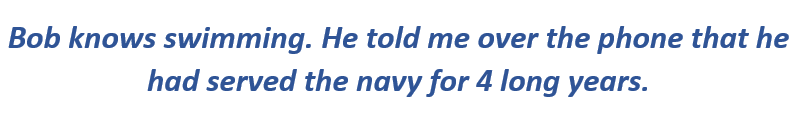 Bob knows swimming. He told me over the phone that he
had served the navy for 4 long years.